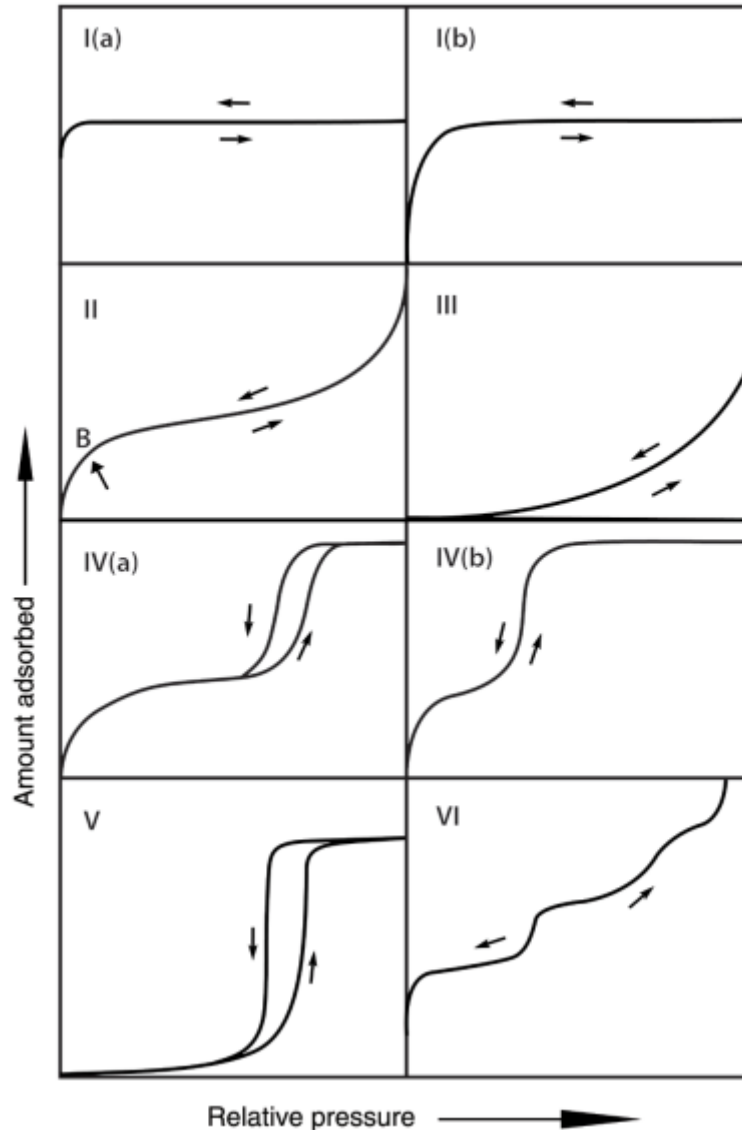 I(a)
I(b)
II
III
B
IV(a)
IV(b)
V
VI
Amount adsorbed
Relative pressure